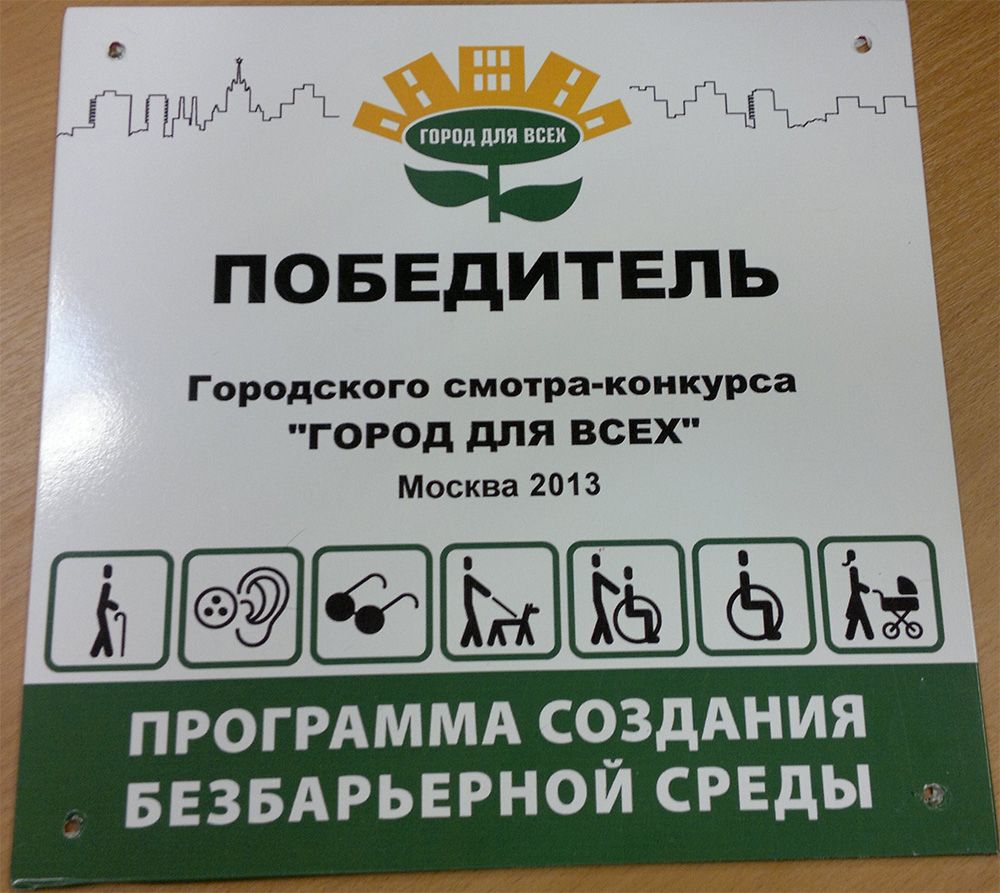 ГОРОД ДЛЯ ВСЕХ
ПОБЕДИТЕЛЬ
Городского смотра-конкурса
"ГОРОД ДЛЯ ВСЕХ"
Москва 2013
ПРОГРАММА СОЗДАНИЯ
БЕЗБАРЬЕРНОЙ СРЕДЫ